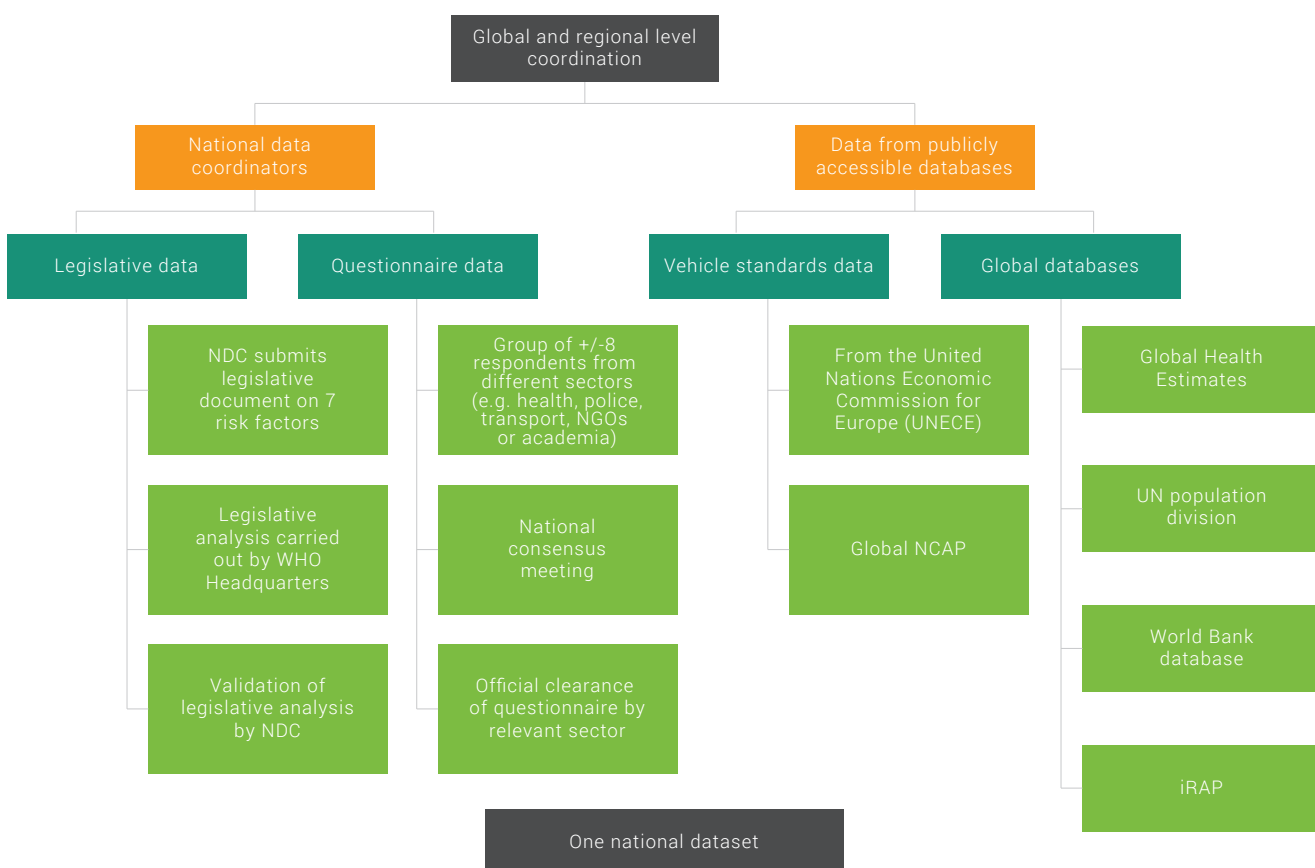 Global and regional level
coordination
National data
coordinators
Data from publicly
accessible databases
Legislative data
Questionnaire data
Vehicle standards data
Global databases
NDC submits
legislative
document on 7
risk factors
Legislative
analysis carried
out by WHO
Headquarters
Validation of
legislative analysis
by NDC
Group of +/-8
respondents from
different sectors
(e.g. health, police,
transport, NGOs
or academia)
National
consensus
meeting
Official clearance
of questionnaire by
relevant sector
From the United
Nations Economic
Commission for
Europe (UNECE)
Global NCAP
Global Health
Estimates
UN population
division
World Bank
database
iRAP
One national dataset